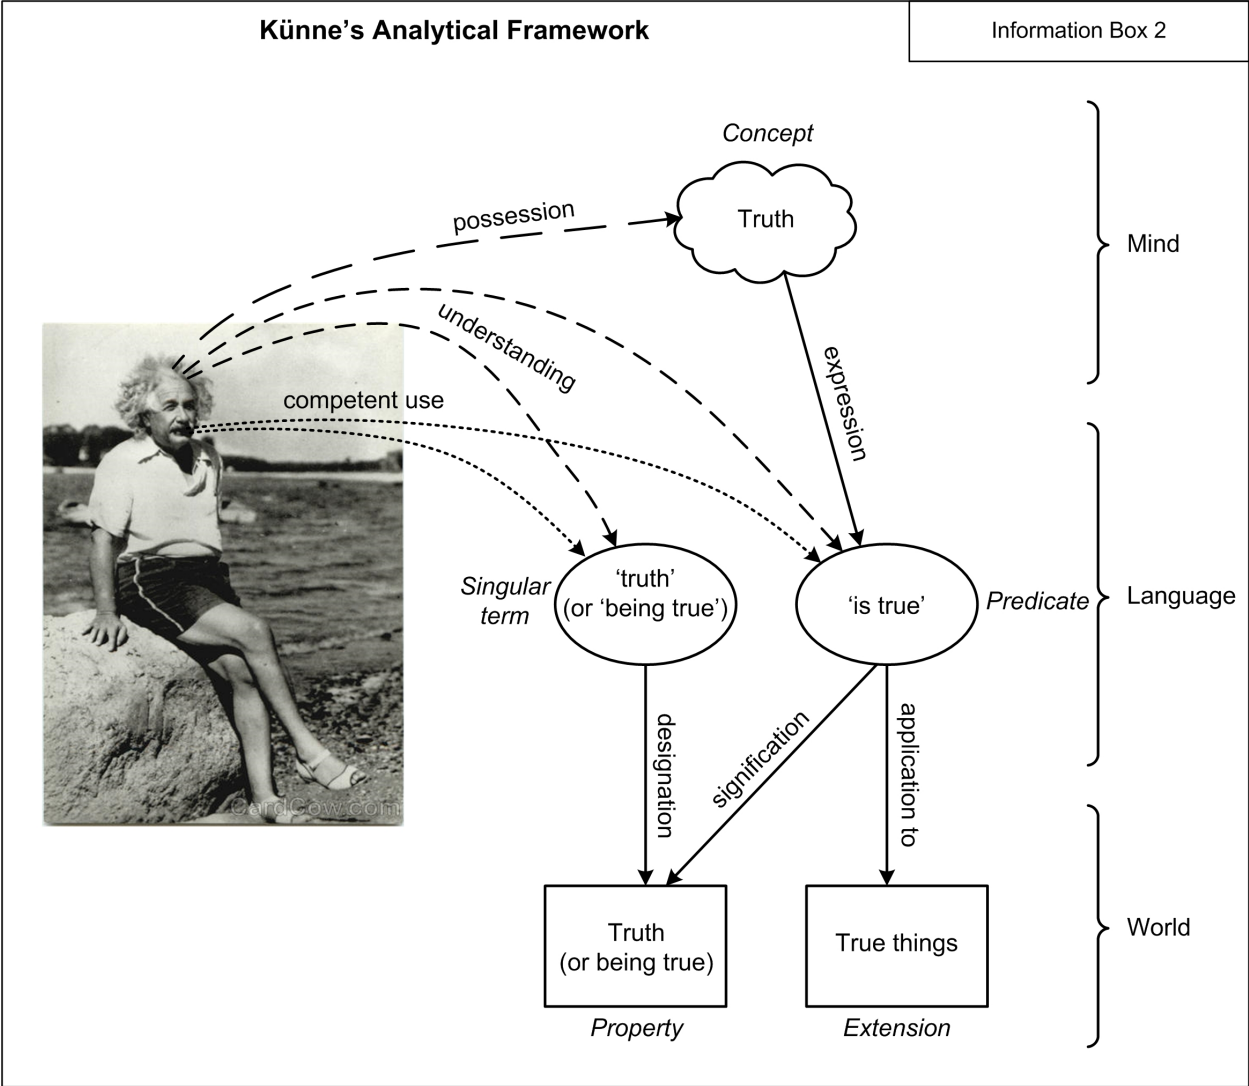 Künne’s Analytical Framework
Information Box 2
Concept
Truth
possession
Mind
understanding
expression
competent use
Singular
term
‘truth’
(or ‘being true’)
‘is true’
Predicate
Language
designation
signification
application to
CardCow.com
Truth
(or being true)
True things
World
Property
Extension